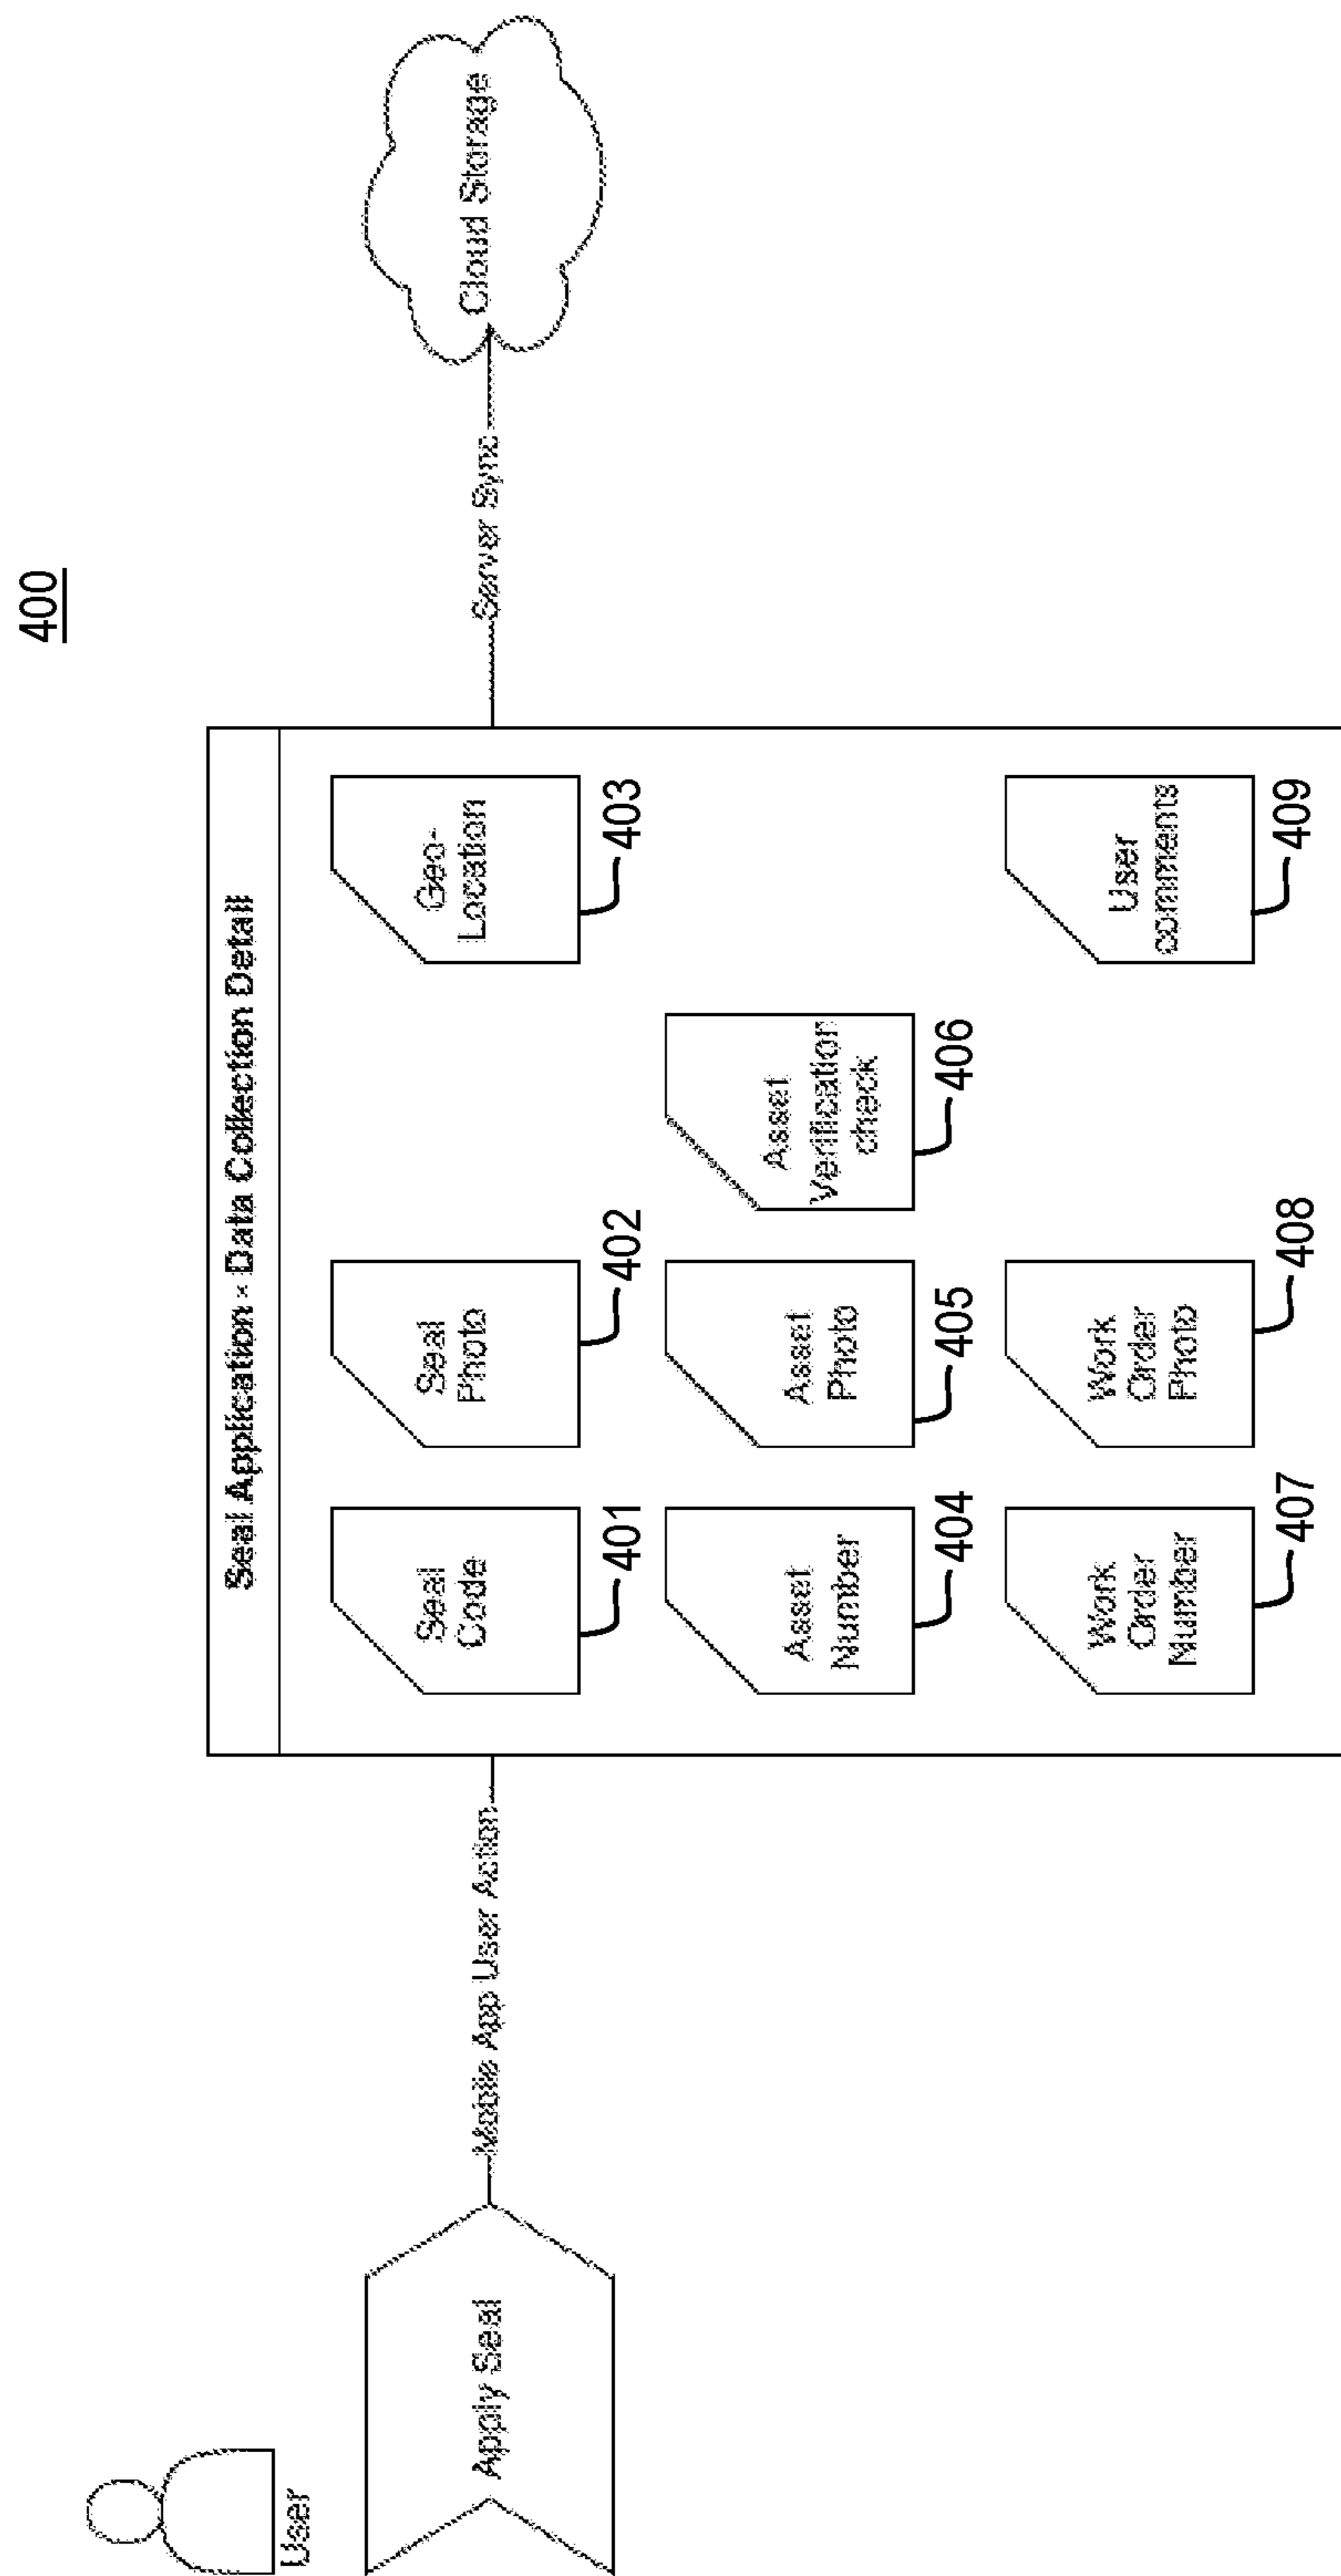 400
User
Apply Seal
Mobile App User Action
Seal Application - Data Collection Detail
Seal
Code
401
Seal
Photo
402
Geo-
Location
403
Asset
Number
404
Asset
Photo
405
Asset
Verification
check
406
Work
Order
Number
407
Work
Order
Photo
408
User
comments
409
Server Sync
Cloud Storage